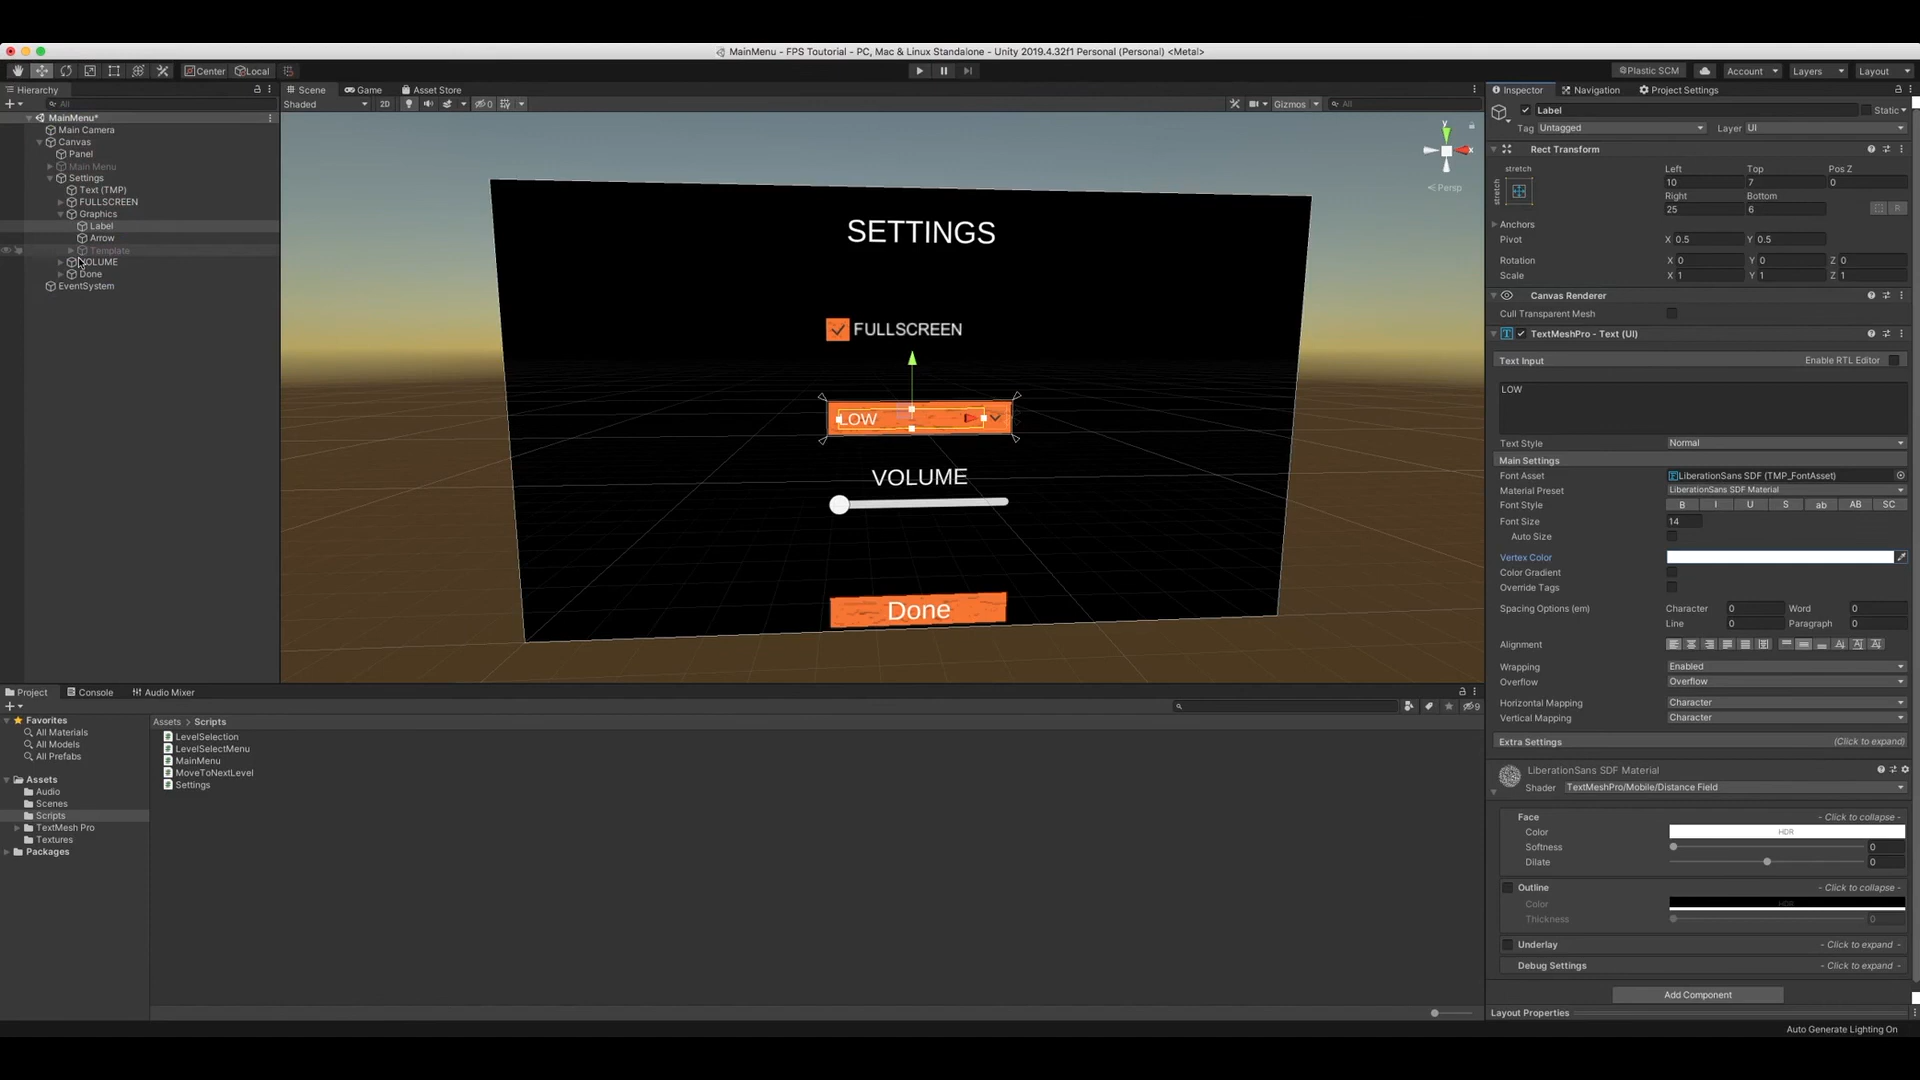 MainMenu - FPS Toutorial - PC, Mac & Linux Standalone - Unity 2019.4.32f1 Personal (Personal) <Metal>
Center Local
Plastic SCM Account Layers Layout
Hierarchy
All
MainMenu*
Main Camera
Canvas
Panel
Main Menu
Settings
Text (TMP)
FULLSCREEN
Graphics
Label
Arrow
Template
VOLUME
Done
EventSystem
Scene Game Asset Store
Shaded 2D 0 Gizmos All
y
x
Persp
SETTINGS
FULLSCREEN
LOW
VOLUME
Done
Inspector Navigation Project Settings
Label Static
Tag Untagged Layer UI
Rect Transform
stretch Left Top Pos Z
stretch 10 7 0
Right Bottom
25 6 R
Anchors
Pivot X 0.5 Y 0.5
Rotation X 0 Y 0 Z 0
Scale X 1 Y 1 Z 1
Canvas Renderer
Cull Transparent Mesh
TextMeshPro - Text (UI)
Text Input Enable RTL Editor
LOW
Text Style Normal
Main Settings
Font Asset LiberationSans SDF (TMP_FontAsset)
Material Preset LiberationSans SDF Material
Font Style B I U S ab AB SC
Font Size 14
Auto Size
Vertex Color
Color Gradient
Override Tags
Spacing Options (em) Character 0 Word 0
Line 0 Paragraph 0
Alignment
Wrapping Enabled
Overflow Overflow
Horizontal Mapping Character
Vertical Mapping Character
Extra Settings (Click to expand)
LiberationSans SDF Material
Shader TextMeshPro/Mobile/Distance Field
Face - Click to collapse -
Color HDR
Softness 0
Dilate 0
Outline - Click to collapse -
Color HDR
Thickness 0
Underlay - Click to expand -
Debug Settings - Click to expand -
Add Component
Layout Properties
Auto Generate Lighting On
Project Console Audio Mixer
9
Favorites
All Materials
All Models
All Prefabs
Assets
Audio
Scenes
Scripts
TextMesh Pro
Textures
Packages
Assets > Scripts
LevelSelection
LevelSelectMenu
MainMenu
MoveToNextLevel
Settings